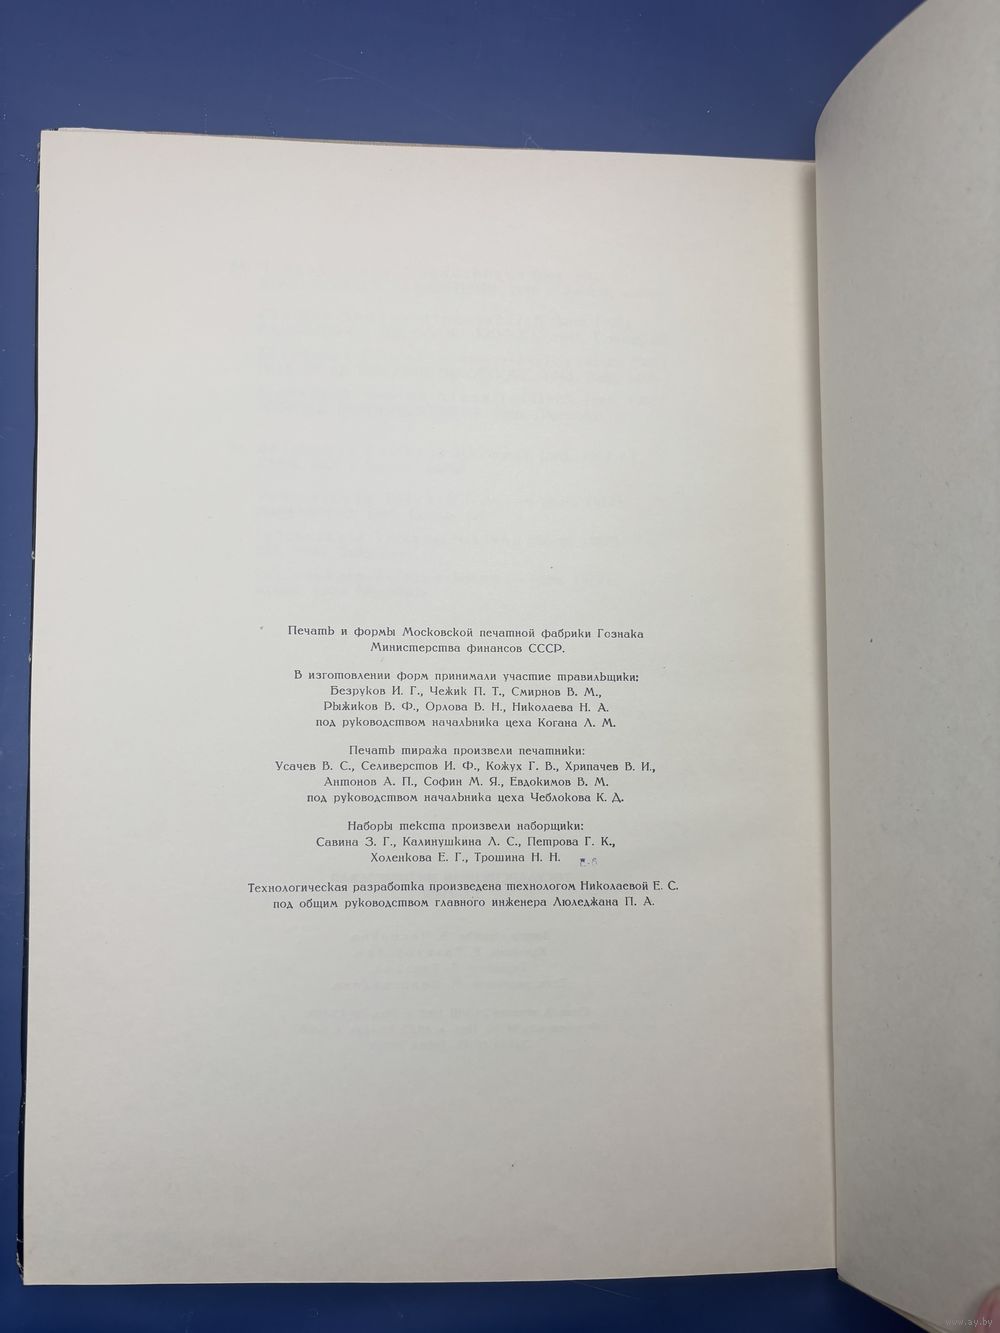 Печать и формы Московской печатной фабрики Гознака
Министерства финансов СССР.
В изготовлении форм принимали участие травильщики:
Безруков И. Г., Чежик П. Т., Смирнов В. М.,
Рыжиков В. Ф., Орлова В. Н., Николаева Н. А.
под руководством начальника цеха Когана Л. М.
Печать тиража произвели печатники:
Усачев В. С., Селиверстов И. Ф., Кожух Г. В., Хрипачев В. И.,
Антонов А. П., Софин М. Я., Евдокимов В. М.
под руководством начальника цеха Чеблокова К. Д.
Наборы текста произвели наборщики:
Савина З. Г., Калинушкина Л. С., Петрова Г. К.,
Холенкова Е. Г., Трошина Н. Н.
Технологическая разработка произведена технологом Николаевой Е. С.
под общим руководством главного инженера Люледжана П. А.
www.ay.by